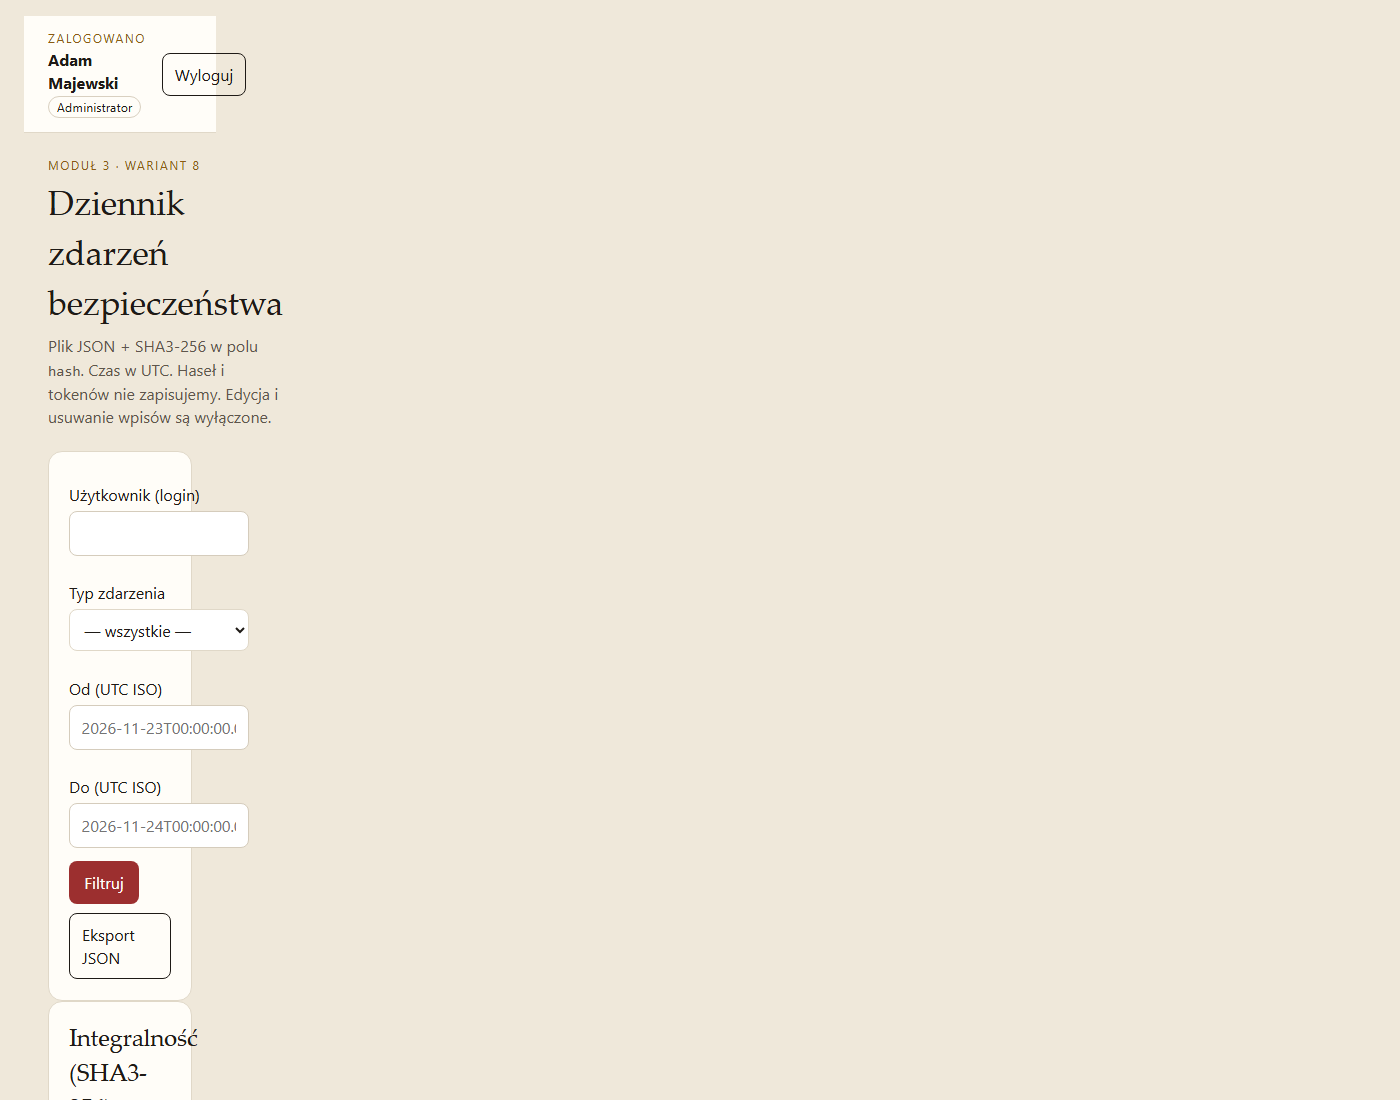 ZALOGOWANO
Adam
Majewski
Administrator
Wyloguj
MODUŁ 3 · WARIANT 8
Dziennik
zdarzeń
bezpieczeństwa
Plik JSON + SHA3-256 w polu
hash. Czas w UTC. Haseł i
tokenów nie zapisujemy. Edycja i
usuwanie wpisów są wyłączone.
Użytkownik (login)
Typ zdarzenia
— wszystkie —
Od (UTC ISO)
2026-11-23T00:00:00.
Do (UTC ISO)
2026-11-24T00:00:00.
Filtruj
Eksport
JSON
Integralność
(SHA3-